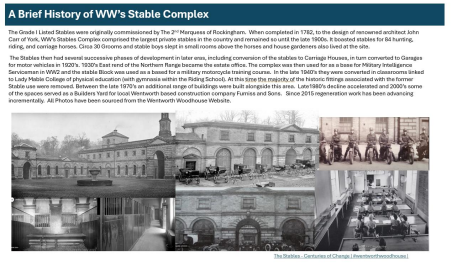 A Brief History of WW's Stable Complex
The Grade I Listed Stables were originally commissioned by The 2nd Marquess of Rockingham. When completed in 1782, to the design of renowned architect John
Carr of York, WW's Stables Complex comprised the largest private stables in the country and remained so until the late 1900s. It boasted stables for 84 hunting,
riding, and carriage horses. Circa 30 Grooms and stable boys slept in small rooms above the horses and house gardeners also lived at the site.
The Stables then had several successive phases of development in later eras, including conversion of the stables to Carriage Houses, in turn converted to Garages
for motor vehicles in 1920's. 1930's East rend of the Northern Range became the estate office. The complex was then used for as a base for Military Intelligence
Serviceman in WW2 and the stable Block was used as a base for a military motorcycle training course. In the late 1940's they were converted in classrooms linked
to Lady Mable College of physical education (with gymnasia within the Riding School). At this time the majority of the historic fittings associated with the former
Stable use were removed. Between the late 1970's an additional range of buildings were built alongside this area. Late1980's decline accelerated and 2000's some
of the spaces served as a Builders Yard for local Wentworth based construction company Furniss and Sons. Since 2015 regeneration work has been advancing
incrementally. All Photos have been sourced from the Wentworth Woodhouse Website.
The Stables - Centuries of Change | #wentworthwoodhouse |